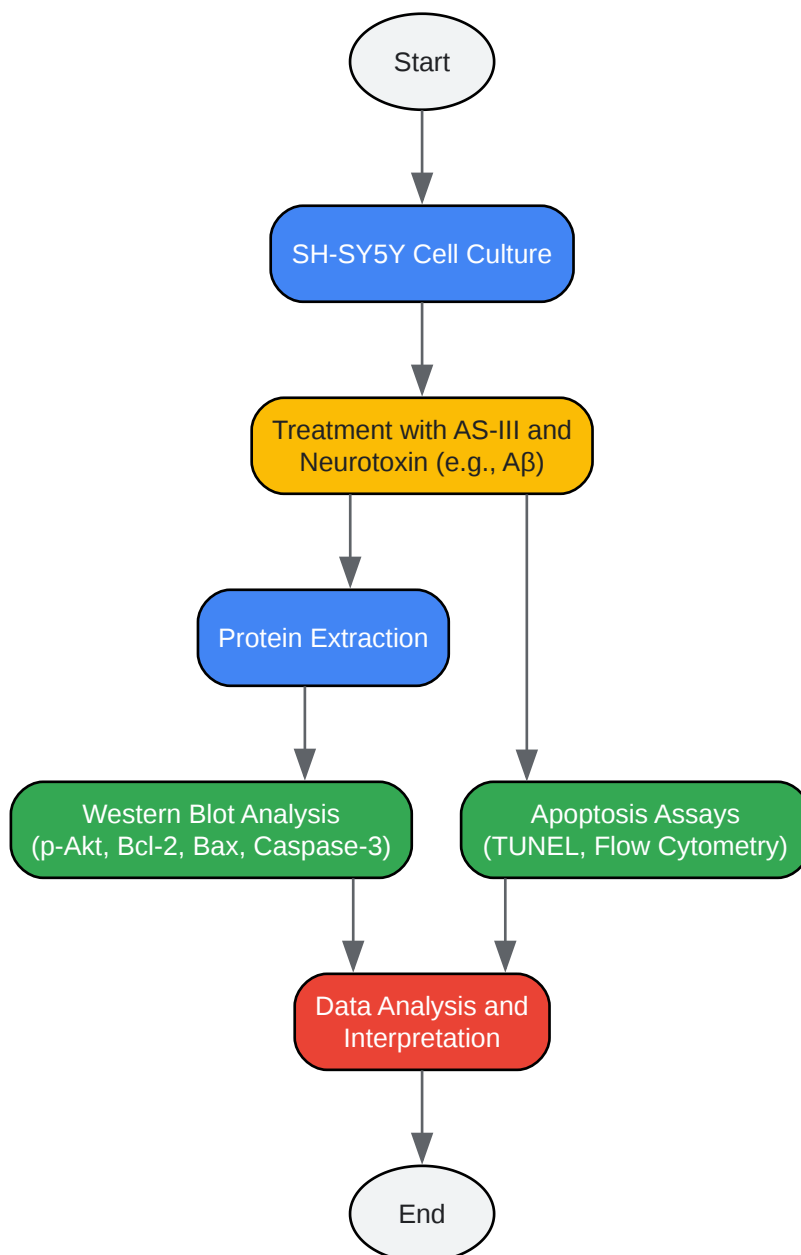 Start
SH-SY5Y Cell Culture
Treatment with AS-III and
Neurotoxin (e.g., Aβ)
Protein Extraction
Western Blot Analysis
(p-Akt, Bcl-2, Bax, Caspase-3)
Apoptosis Assays
(TUNEL, Flow Cytometry)
Data Analysis and
Interpretation
End